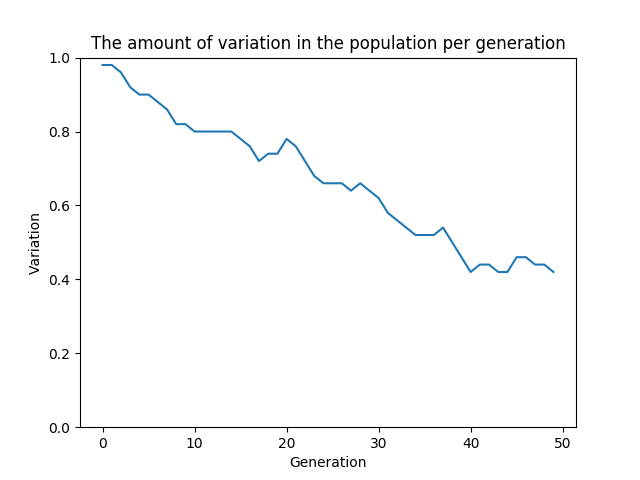 The amount of variation in the population per generation
1.0
0.8
0.6
0.4
0.2
0.0
Variation
0 10 20 30 40 50
Generation